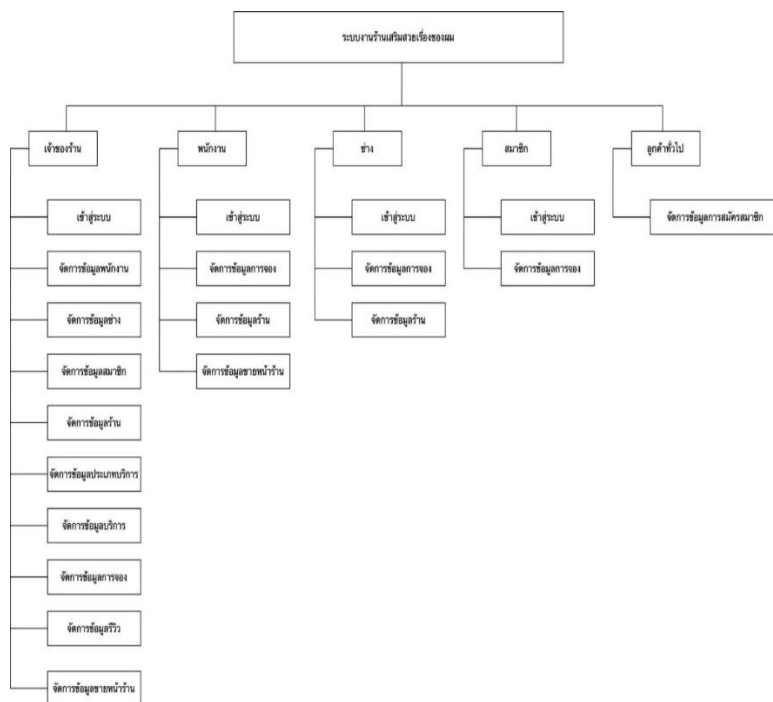 ระบบงานร้านเสริมสวยเรื่องของผม
เจ้าของร้าน
พนักงาน
ช่าง
สมาชิก
ลูกค้าทั่วไป
เข้าสู่ระบบ
เข้าสู่ระบบ
เข้าสู่ระบบ
เข้าสู่ระบบ
จัดการข้อมูลการสมัครสมาชิก
จัดการข้อมูลพนักงาน
จัดการข้อมูลการจอง
จัดการข้อมูลการจอง
จัดการข้อมูลการจอง
จัดการข้อมูลช่าง
จัดการข้อมูลร้าน
จัดการข้อมูลร้าน
จัดการข้อมูลสมาชิก
จัดการข้อมูลขายหน้าร้าน
จัดการข้อมูลร้าน
จัดการข้อมูลประเภทบริการ
จัดการข้อมูลบริการ
จัดการข้อมูลการจอง
จัดการข้อมูลรีวิว
จัดการข้อมูลขายหน้าร้าน